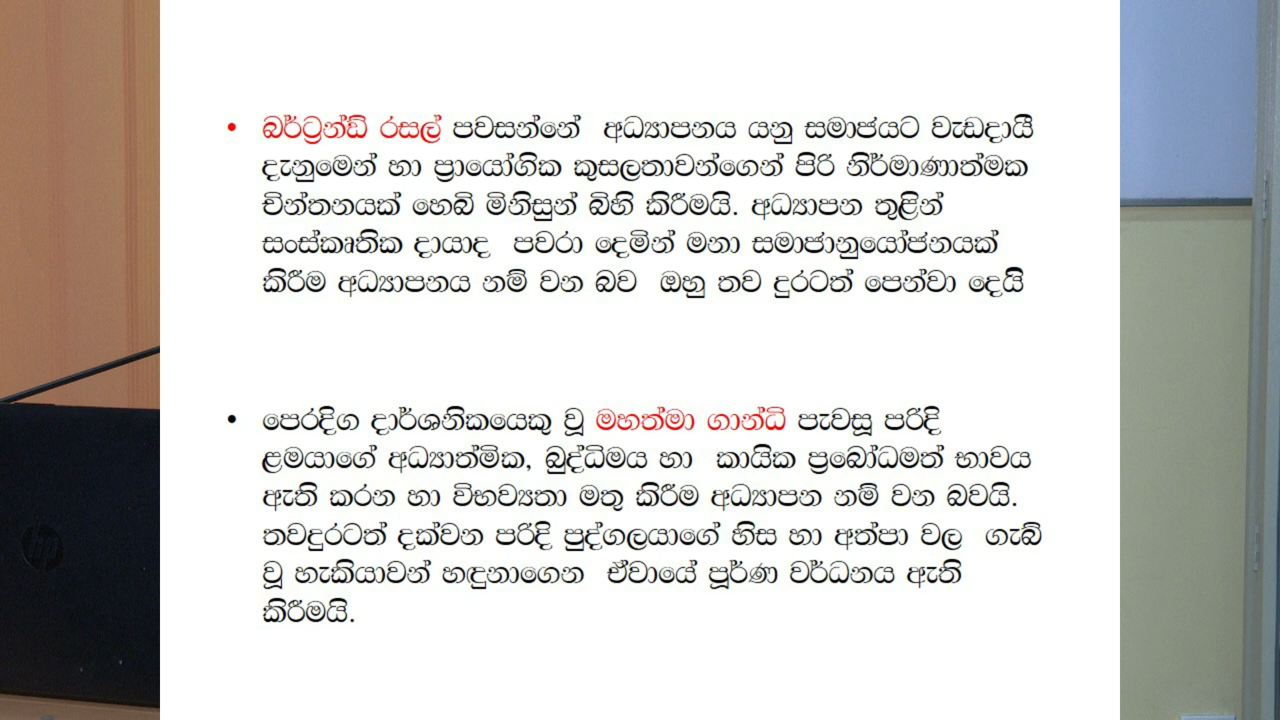 • බර්ට්‍රන්ඩ් රසල් පවසන්නේ අධ්‍යාපනය යනු සමාජයට වැඩදායී
දැනුමෙන් හා ප්‍රායෝගික කුසලතාවන්ගෙන් පිරි නිර්මාණාත්මක
චින්තනයක් හෙබි මිනිසුන් බිහි කිරීමයි. අධ්‍යාපන තුළින්
සංස්කෘතික දායාද පවරා දෙමින් මනා සමාජානුයෝජනයක්
කිරීම අධ්‍යාපනය නම් වන බව ඔහු තව දුරටත් පෙන්වා දෙයි
• පෙරදිග දාර්ශනිකයෙකු වූ මහත්මා ගාන්ධි පැවසූ පරිදි
ළමයාගේ අධ්‍යාත්මික, බුද්ධිමය හා කායික ප්‍රබෝධමත් භාවය
ඇති කරන හා විභව්‍යතා මතු කිරීම අධ්‍යාපන නම් වන බවයි.
තවදුරටත් දක්වන පරිදි පුද්ගලයාගේ හිස හා අත්පා වල ගැබ්
වූ හැකියාවන් හඳුනාගෙන ඒවායේ පූර්ණ වර්ධනය ඇති
කිරීමයි.
hp